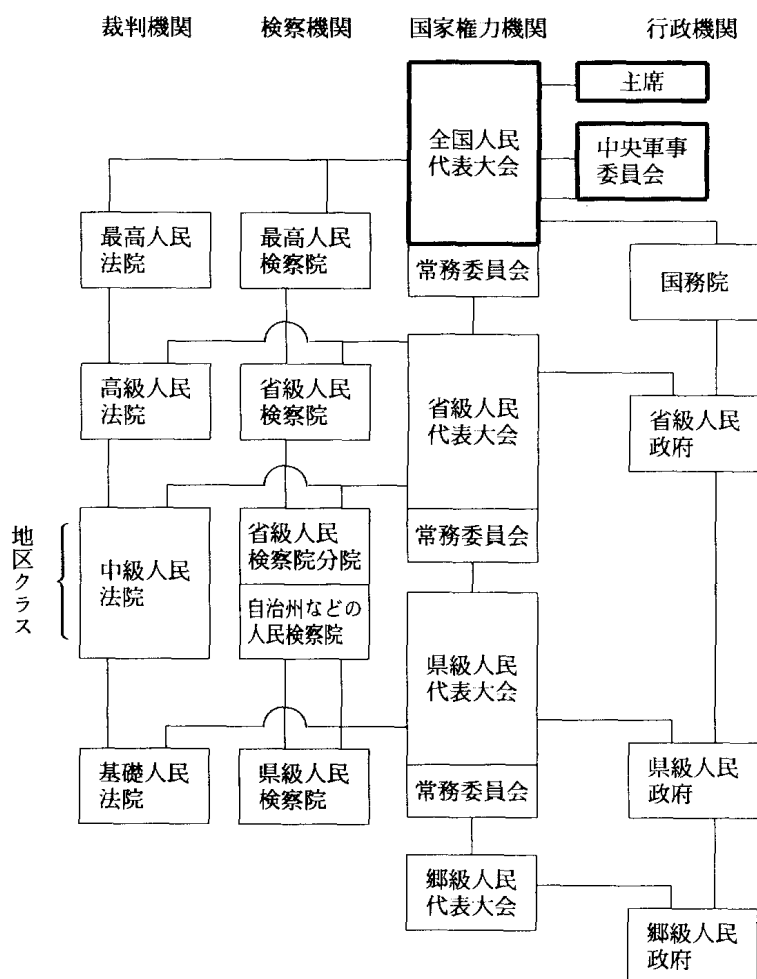 裁判機関
検察機関
国家権力機関
行政機関
主席
全国人民
代表大会
中央軍事
委員会
最高人民
法院
最高人民
検察院
常務委員会
国務院
高級人民
法院
省級人民
検察院
省級人民
代表大会
省級人民
政府
地区クラス
中級人民
法院
省級人民
検察院分院
自治州などの
人民検察院
常務委員会
県級人民
代表大会
基礎人民
法院
県級人民
検察院
常務委員会
県級人民
政府
郷級人民
代表大会
郷級人民
政府